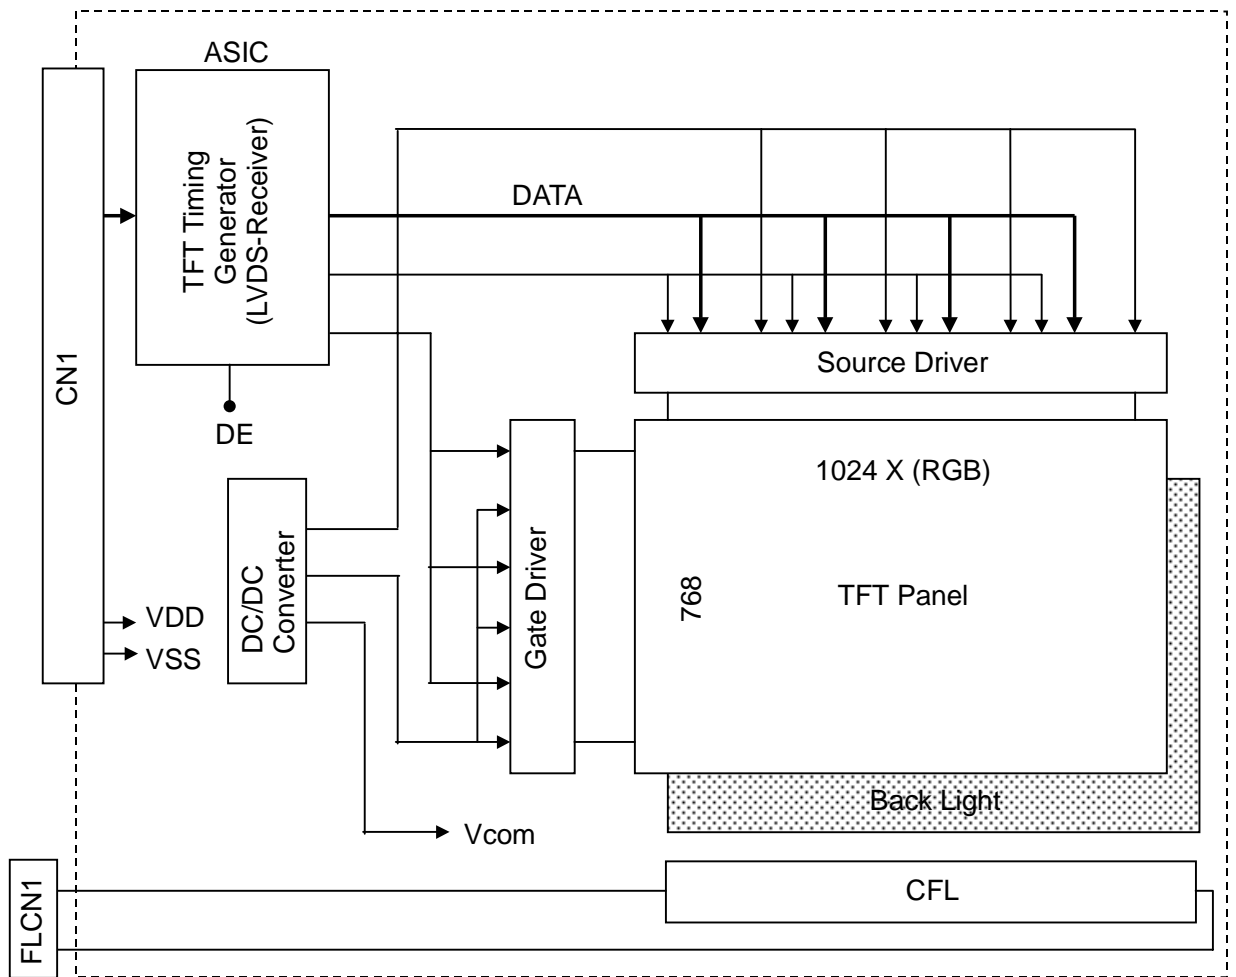 ASIC
TFT Timing
Generator
(LVDS-Receiver)
DATA
CN1
Source Driver
DE
1024 X (RGB)
768
TFT Panel
Gate Driver
DC/DC
Converter
VDD
VSS
Back Light
Vcom
CFL
FLCN1